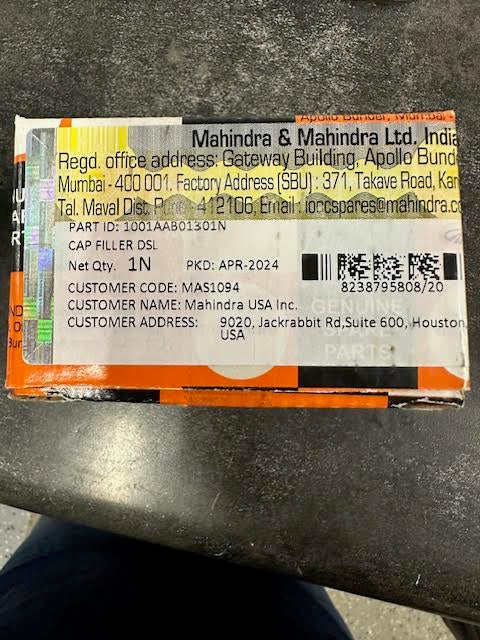 Apollo Bunder, Mumbai
Mahindra & Mahindra Ltd. India
Regd. office address: Gateway Building, Apollo Bund
Mumbai - 400 001. Factory Address (SBU) : 371, Takave Road, Kan
Tal. Maval Dist. Pune - 412106, Email : ioccspares@mahindra.co
PART ID: 1001AAB01301N
CAP FILLER DSL
Net Qty. 1N PKD: APR-2024
8238795808/20
CUSTOMER CODE: MAS1094
CUSTOMER NAME: Mahindra USA Inc.
CUSTOMER ADDRESS: 9020, Jackrabbit Rd,Suite 600, Houston,
USA
GENUINE
SPARE
PARTS